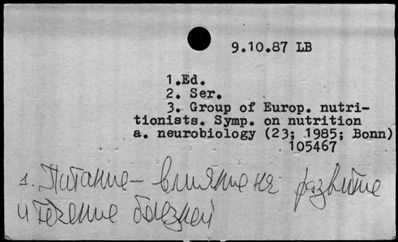 9.10.87 LB
1.Ed.
2. Ser.
3. Group of Europ. nutri-
tionists. Symp. on nutrition
a. neurobiology (23; 1985; Bonn)
105467
1. Питание - влияние на развитие
и течение болезней